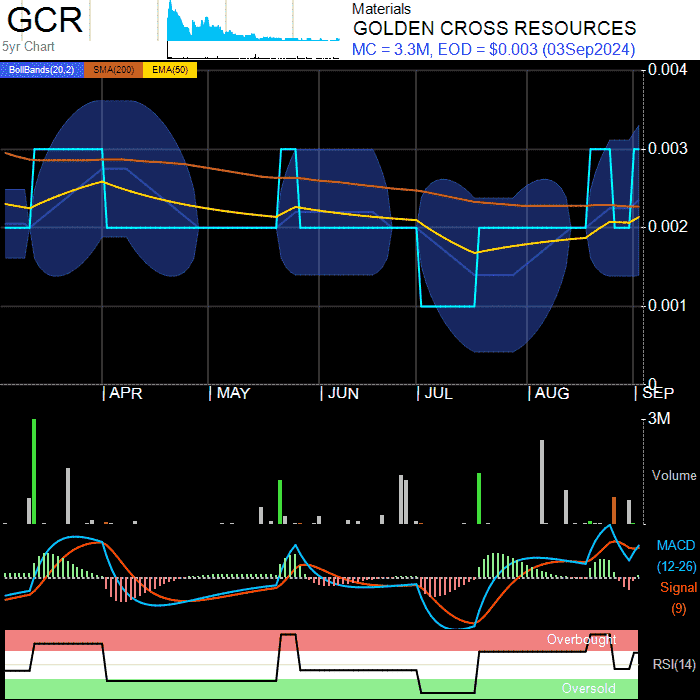 GCR
5yr Chart
Materials
GOLDEN CROSS RESOURCES
MC = 3.3M, EOD = $0.003 (03Sep2024)
BollBands(20,2) SMA(200) EMA(50)
0.004
0.003
0.002
0.001
0
APR MAY JUN JUL AUG SEP
3M
Volume
MACD
(12-26)
Signal
(9)
Overbought
RSI(14)
Oversold